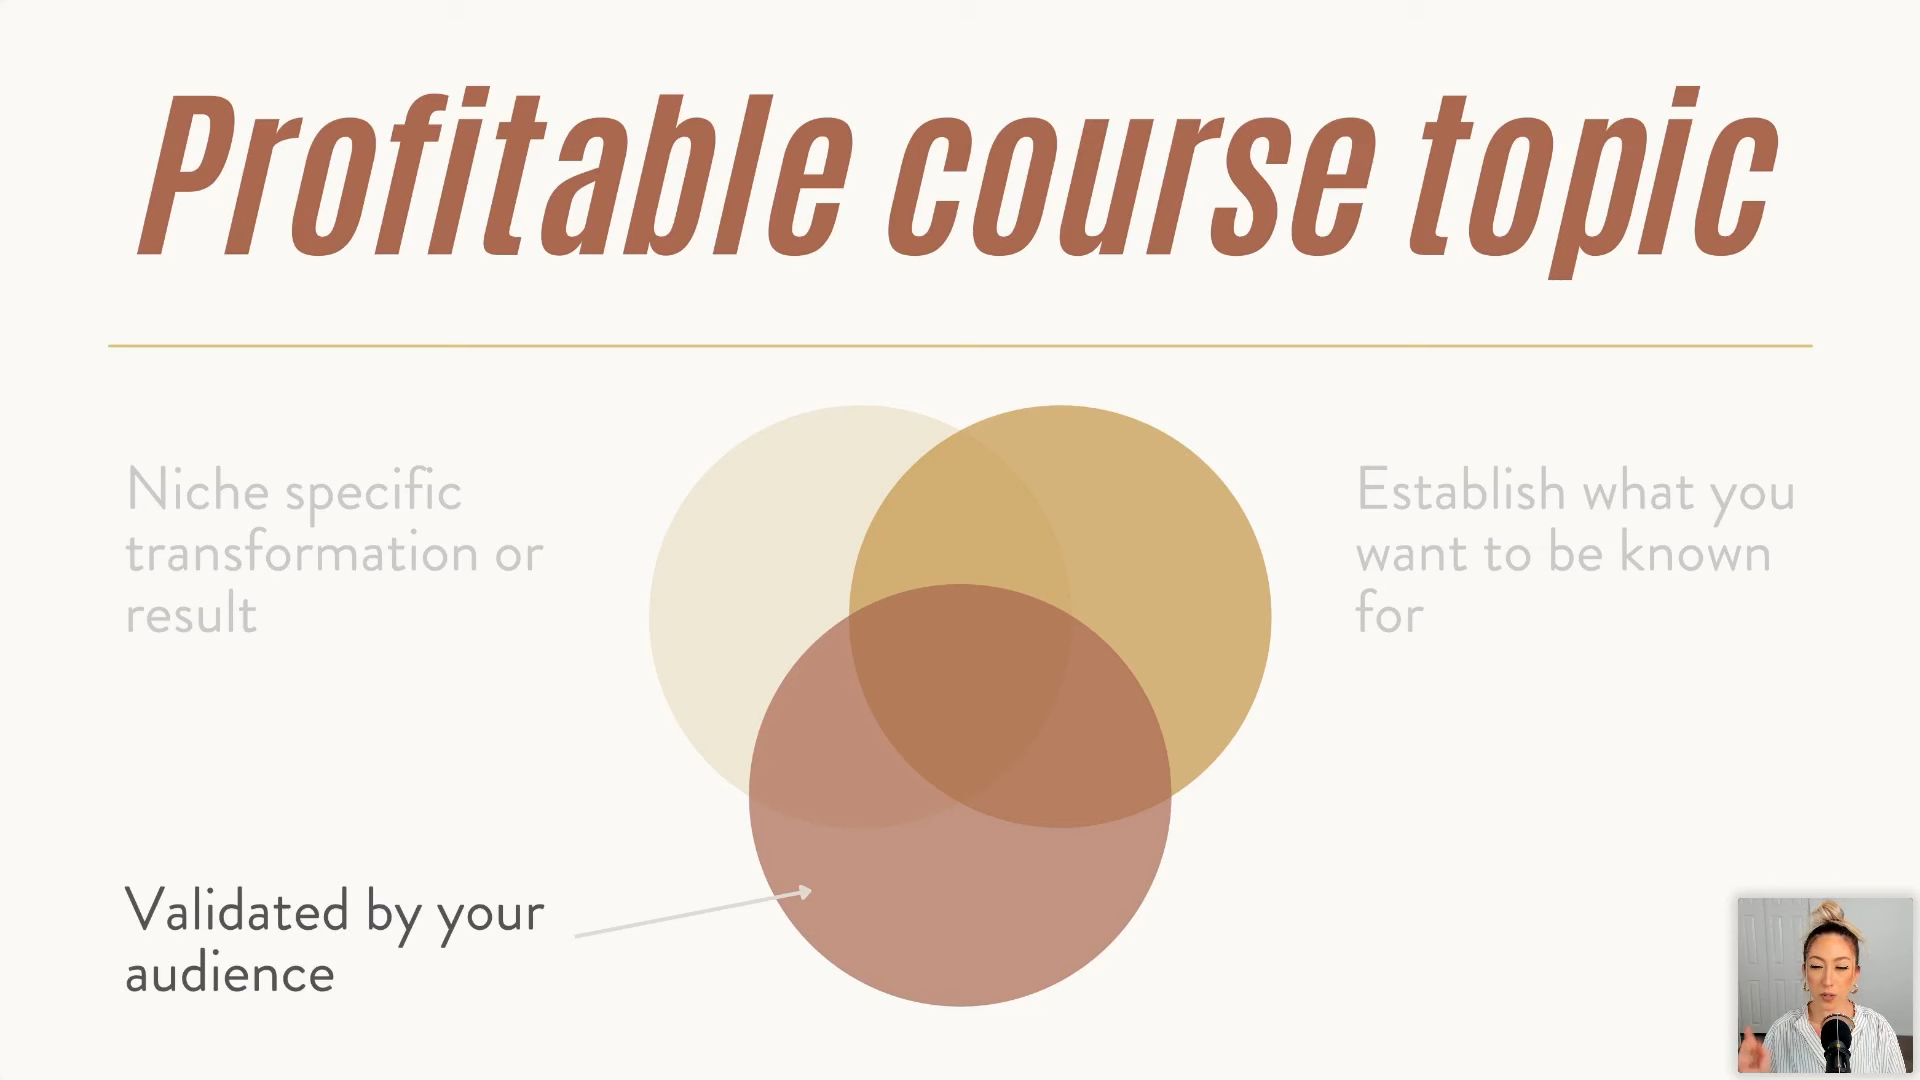 Profitable course topic
Niche specific
transformation or
result
Establish what you
want to be known
for
Validated by your
audience